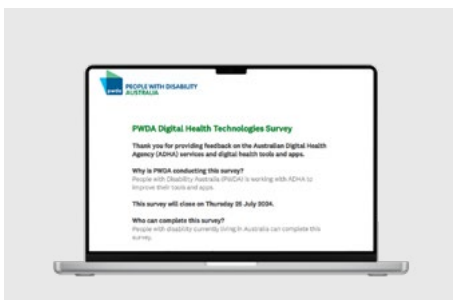 pwda
PEOPLE WITH DISABILITY
AUSTRALIA
PWDA Digital Health Technologies Survey
Thank you for providing feedback on the Australian Digital Health
Agency (ADHA) services and digital health tools and apps.
Why is PWDA conducting this survey?
People with Disability Australia (PWDA) is working with ADHA to
improve their tools and apps.
This survey will close on Thursday 25 July 2024.
Who can complete this survey?
People with disability currently living in Australia can complete this
survey.